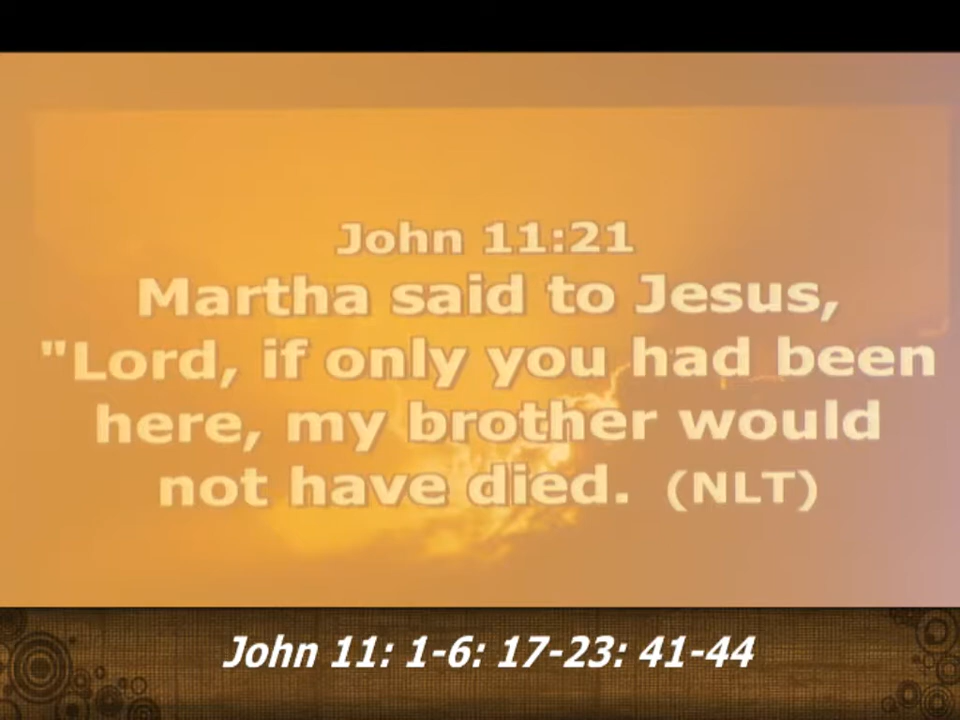 John 11:21
Martha said to Jesus,
"Lord, if only you had been
here, my brother would
not have died. (NLT)
John 11: 1-6: 17-23: 41-44